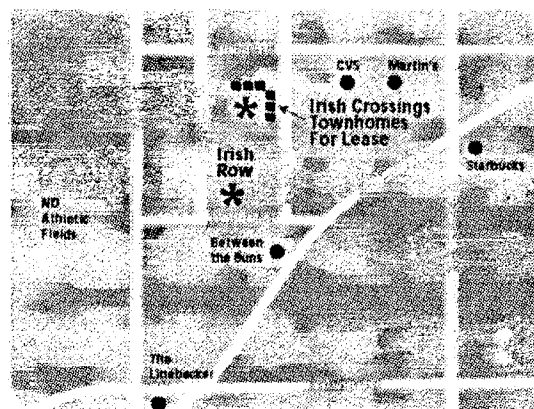 CVS
Martin's
Irish Crossings
Townhomes
For Lease
Irish
Row
Starbucks
ND
Athletic
Fields
Between
the Buns
The
Linebacker